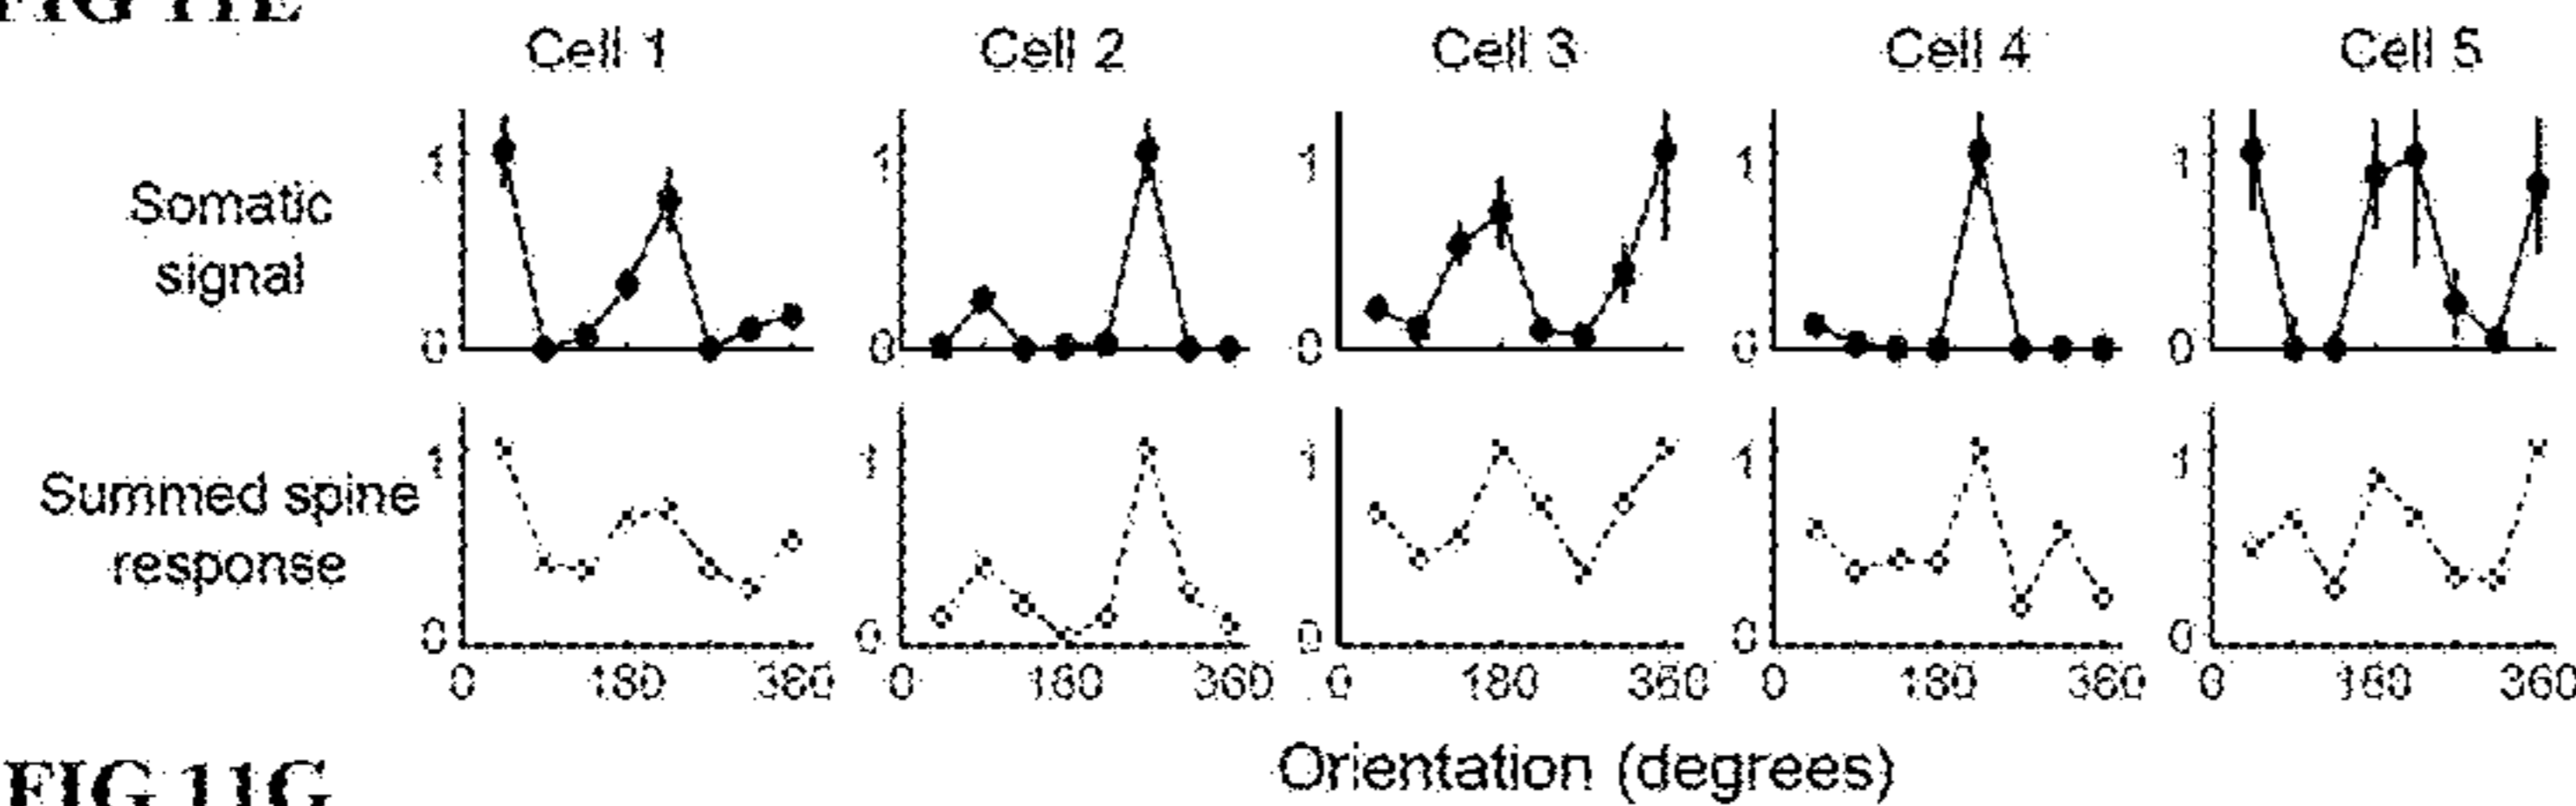 FIG 11E
Cell 1 Cell 2 Cell 3 Cell 4 Cell 5
Somatic
signal
1 1 1 1 1
0 0 0 0 0
Summed spine
response
1 1 1 1 1
0 0 0 0 0
0 180 360 0 180 360 0 180 360 0 180 360 0 180 360
Orientation (degrees)
FIG 11G